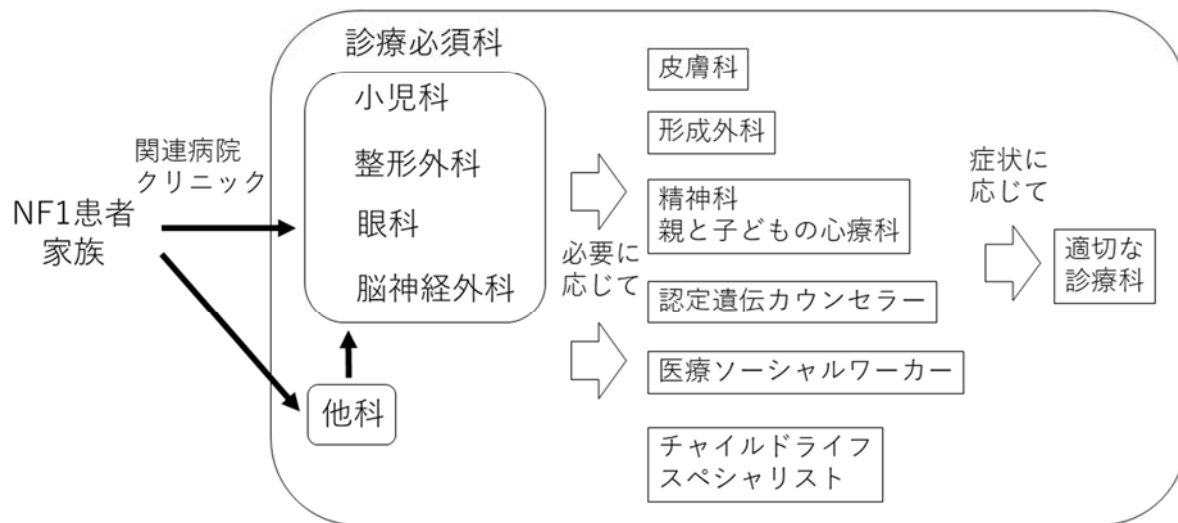 関連病院
クリニック
NF1患者
家族
診療必須科
小児科
整形外科
眼科
脳神経外科
他科
必要に
応じて
皮膚科
形成外科
精神科
親と子どもの心療科
認定遺伝カウンセラー
医療ソーシャルワーカー
チャイルドライフ
スペシャリスト
症状に
応じて
適切な
診療科